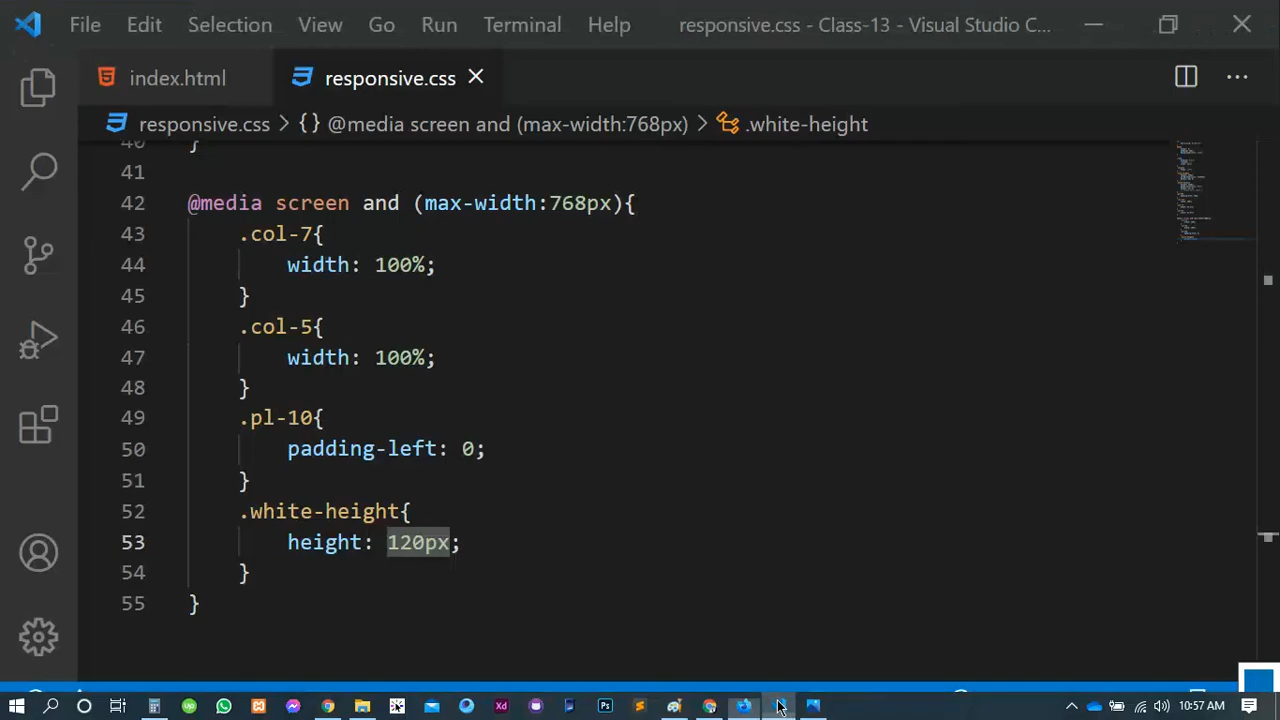 File Edit Selection View Go Run Terminal Help responsive.css - Class-13 - Visual Studio C...
index.html responsive.css
responsive.css > {} @media screen and (max-width:768px) > .white-height
40 }
41
42 @media screen and (max-width:768px){
43 .col-7{
44 width: 100%;
45 }
46 .col-5{
47 width: 100%;
48 }
49 .pl-10{
50 padding-left: 0;
51 }
52 .white-height{
53 height: 120px;
54 }
55 }
10:57 AM